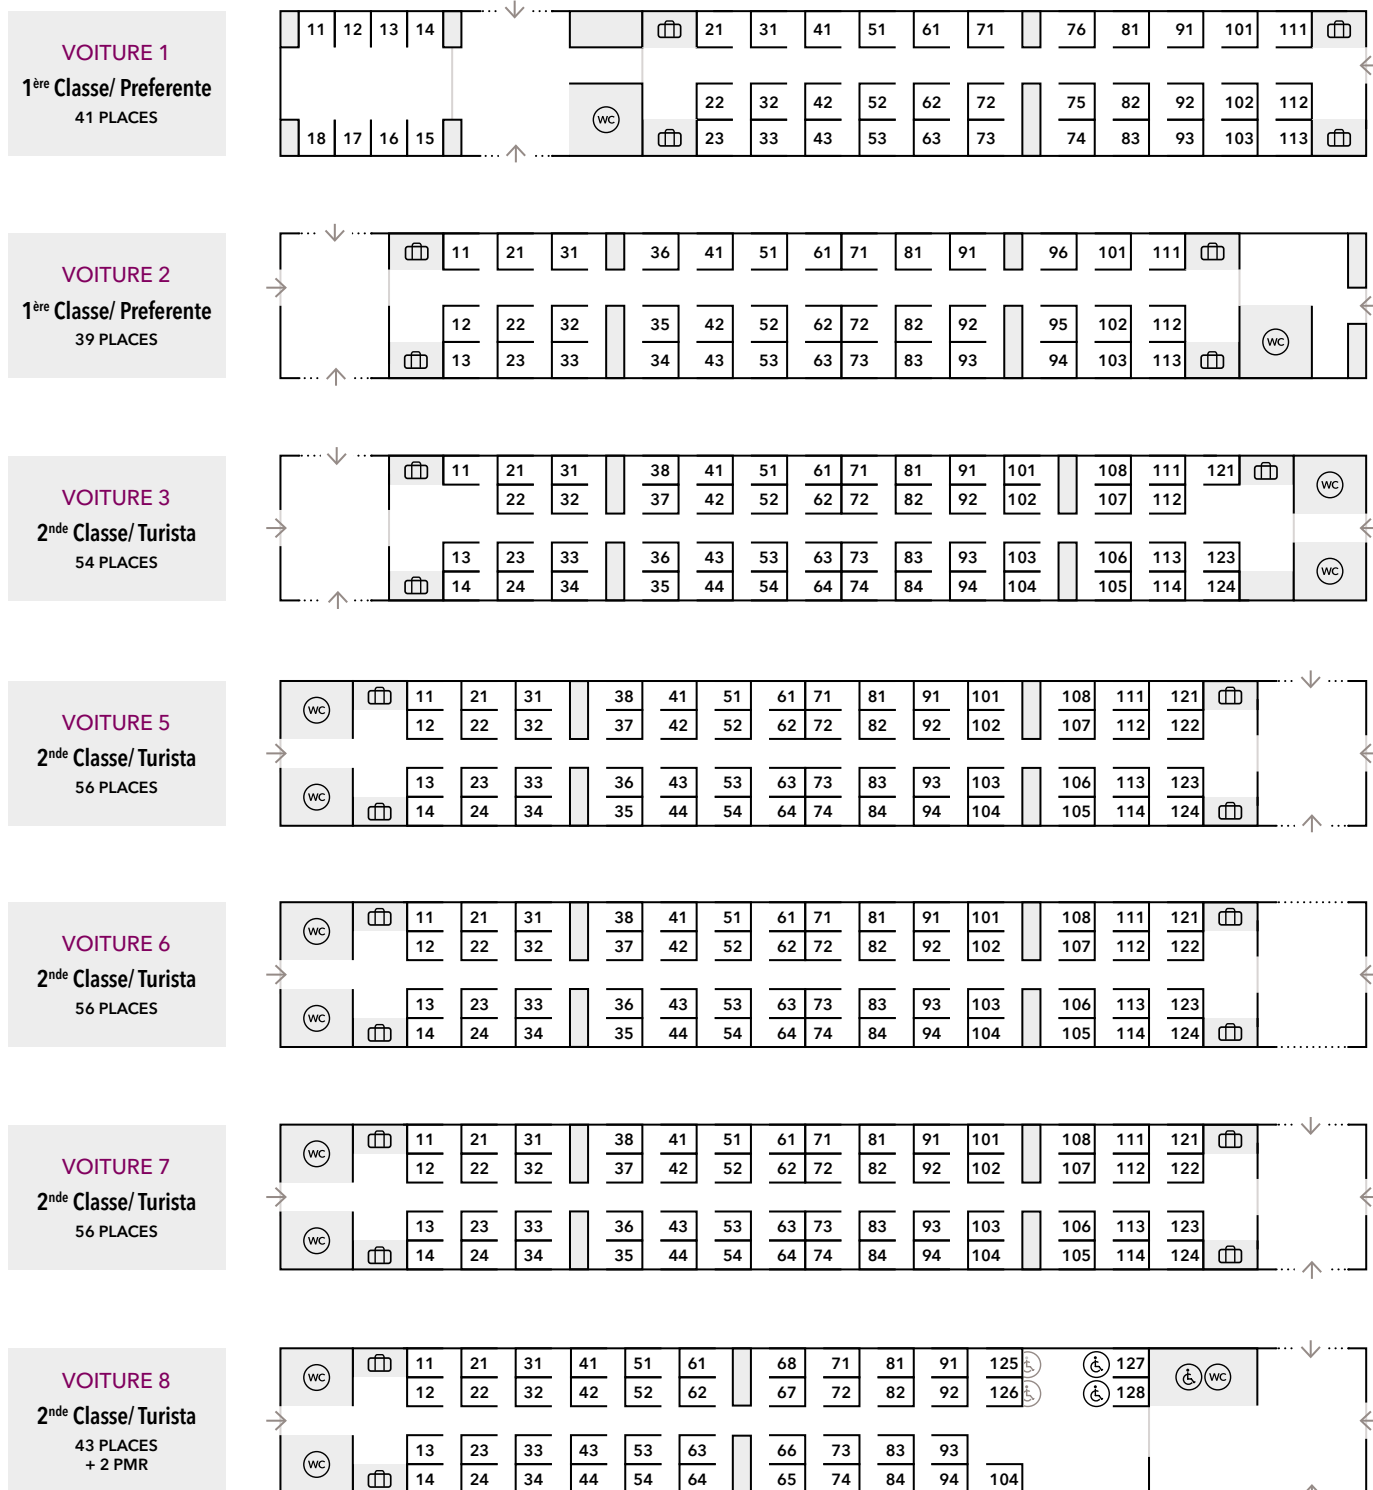 VOITURE 1
1ère Classe/ Preferente
41 PLACES
11 12 13 14 21 31 41 51 61 71 76 81 91 101 111
22 32 42 52 62 72 75 82 92 102 112
WC
18 17 16 15 23 33 43 53 63 73 74 83 93 103 113
VOITURE 2
1ère Classe/ Preferente
39 PLACES
11 21 31 36 41 51 61 71 81 91 96 101 111
12 22 32 35 42 52 62 72 82 92 95 102 112
WC
13 23 33 34 43 53 63 73 83 93 94 103 113
VOITURE 3
2nde Classe/ Turista
54 PLACES
11 21 31 38 41 51 61 71 81 91 101 108 111 121
WC
22 32 37 42 52 62 72 82 92 102 107 112
13 23 33 36 43 53 63 73 83 93 103 106 113 123
WC
14 24 34 35 44 54 64 74 84 94 104 105 114 124
VOITURE 5
2nde Classe/ Turista
56 PLACES
11 21 31 38 41 51 61 71 81 91 101 108 111 121
WC
12 22 32 37 42 52 62 72 82 92 102 107 112 122
13 23 33 36 43 53 63 73 83 93 103 106 113 123
WC
14 24 34 35 44 54 64 74 84 94 104 105 114 124
VOITURE 6
2nde Classe/ Turista
56 PLACES
11 21 31 38 41 51 61 71 81 91 101 108 111 121
WC
12 22 32 37 42 52 62 72 82 92 102 107 112 122
13 23 33 36 43 53 63 73 83 93 103 106 113 123
WC
14 24 34 35 44 54 64 74 84 94 104 105 114 124
VOITURE 7
2nde Classe/ Turista
56 PLACES
11 21 31 38 41 51 61 71 81 91 101 108 111 121
WC
12 22 32 37 42 52 62 72 82 92 102 107 112 122
13 23 33 36 43 53 63 73 83 93 103 106 113 123
WC
14 24 34 35 44 54 64 74 84 94 104 105 114 124
VOITURE 8
2nde Classe/ Turista
43 PLACES
+ 2 PMR
11 21 31 41 51 61 68 71 81 91 125 127
WC WC
12 22 32 42 52 62 67 72 82 92 126 128
13 23 33 43 53 63 66 73 83 93
WC
14 24 34 44 54 64 65 74 84 94 104